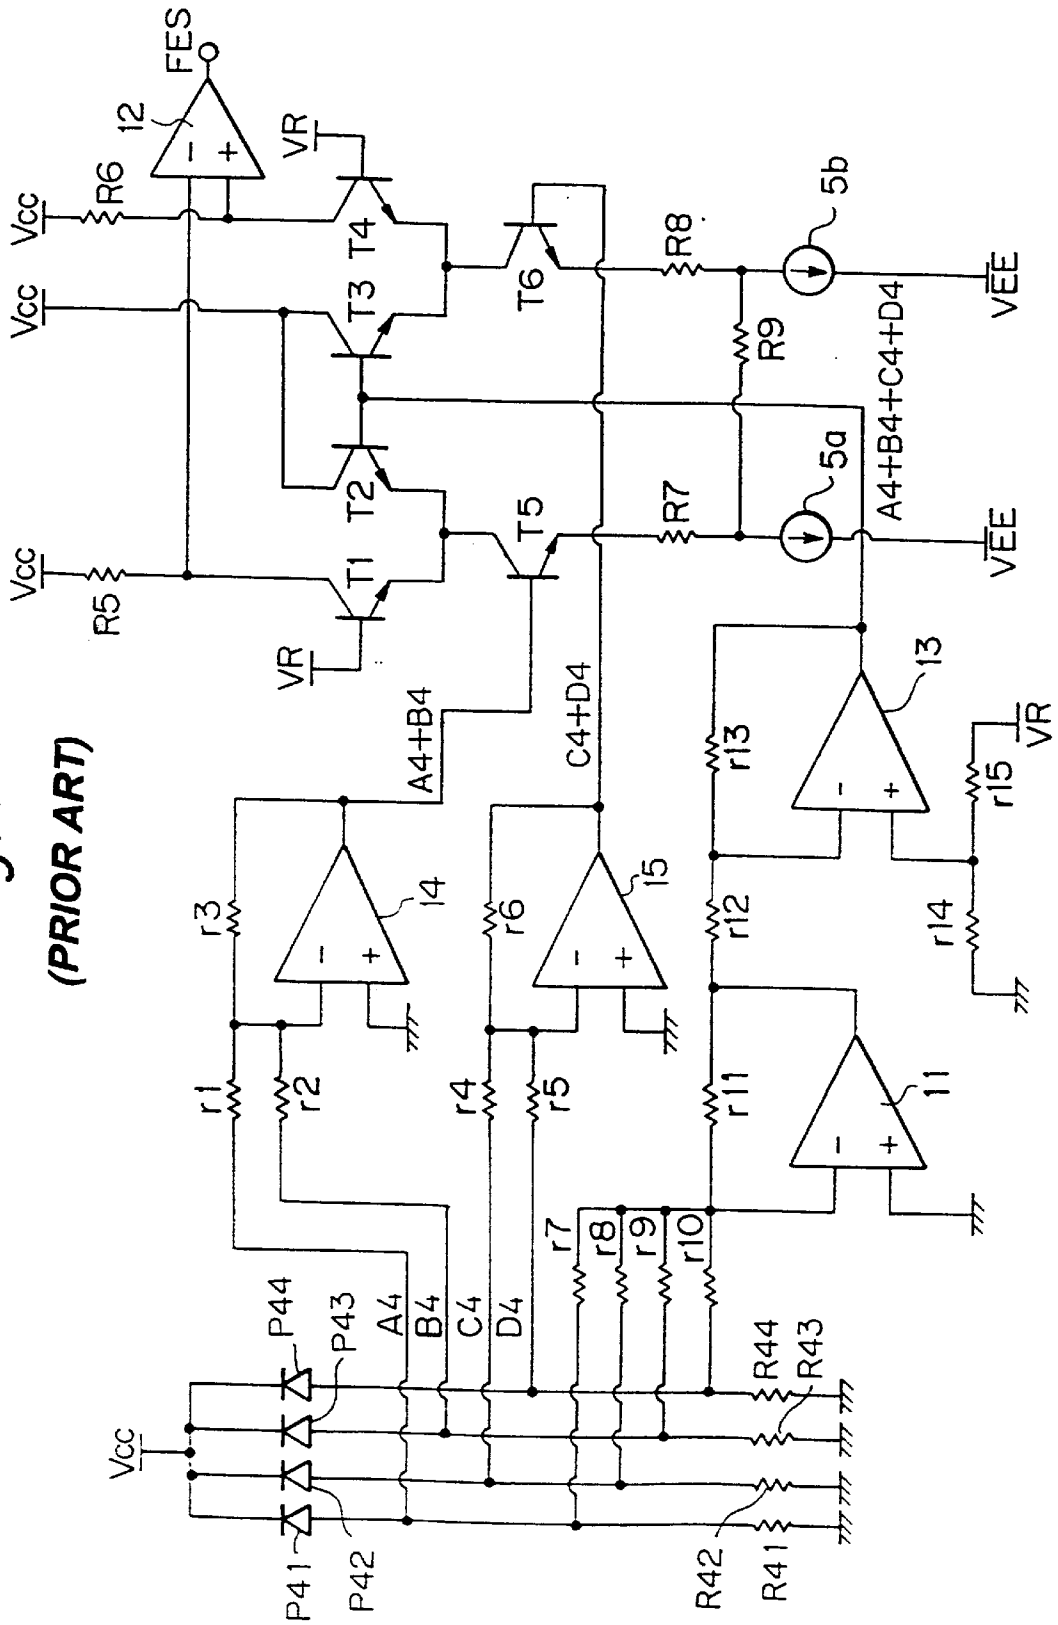 (PRIOR ART)
Vcc
P41
P42
P44
P43
A4
B4
C4
D4
R42
R41
R44
R43
r1
r2
r3
14
A4+B4
r4
r5
r6
15
C4+D4
r7
r8
r9
r10
r11
11
r12
r13
13
r14
r15
VR
A4+B4+C4+D4
Vcc
R5
Vcc
Vcc
R6
12
FES
VR
T1
T2
T3
T4
VR
T5
T6
R7
R8
R9
5a
5b
VEE
VEE
-
+
-
+
-
+
-
+
-
+